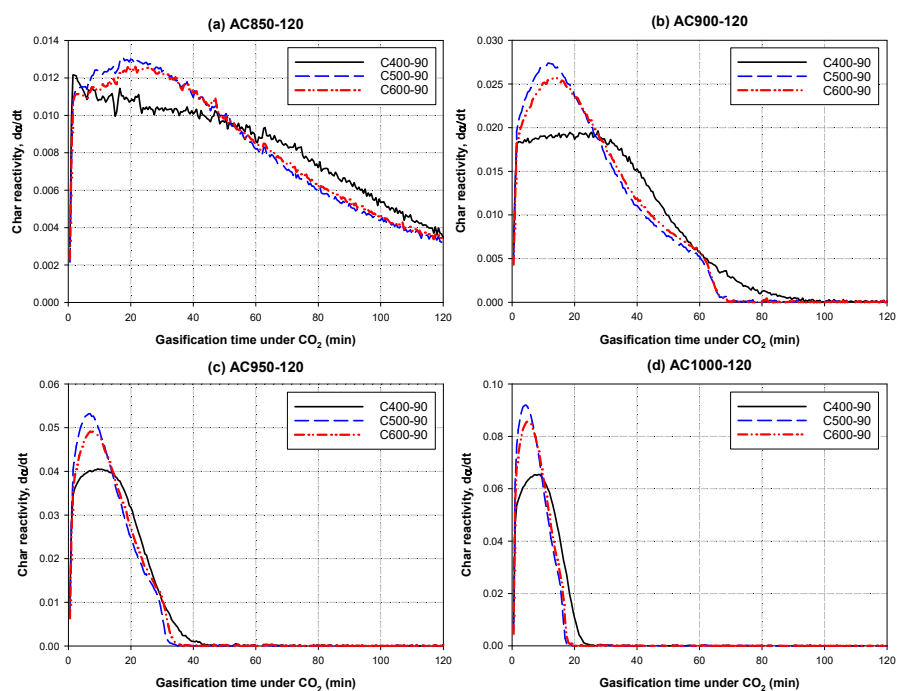 (a) AC850-120
Char reactivity, dα/dt
0.014
0.012
0.010
0.008
0.006
0.004
0.002
0.000
C400-90
C500-90
C600-90
0 20 40 60 80 100 120
Gasification time under CO₂ (min)
(b) AC900-120
Char reactivity, dα/dt
0.030
0.025
0.020
0.015
0.010
0.005
0.000
C400-90
C500-90
C600-90
0 20 40 60 80 100 120
Gasification time under CO₂ (min)
(c) AC950-120
Char reactivity, dα/dt
0.06
0.05
0.04
0.03
0.02
0.01
0.00
C400-90
C500-90
C600-90
0 20 40 60 80 100 120
Gasification time under CO₂ (min)
(d) AC1000-120
Char reactivity, dα/dt
0.10
0.08
0.06
0.04
0.02
0.00
C400-90
C500-90
C600-90
0 20 40 60 80 100 120
Gasification time under CO₂ (min)